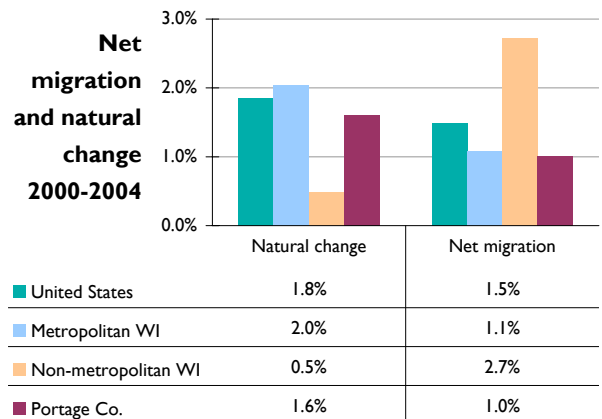 Net
migration
and natural
change
2000-2004
3.0%
2.0%
1.0%
0.0%
Natural change Net migration
United States 1.8% 1.5%
Metropolitan WI 2.0% 1.1%
Non-metropolitan WI 0.5% 2.7%
Portage Co. 1.6% 1.0%